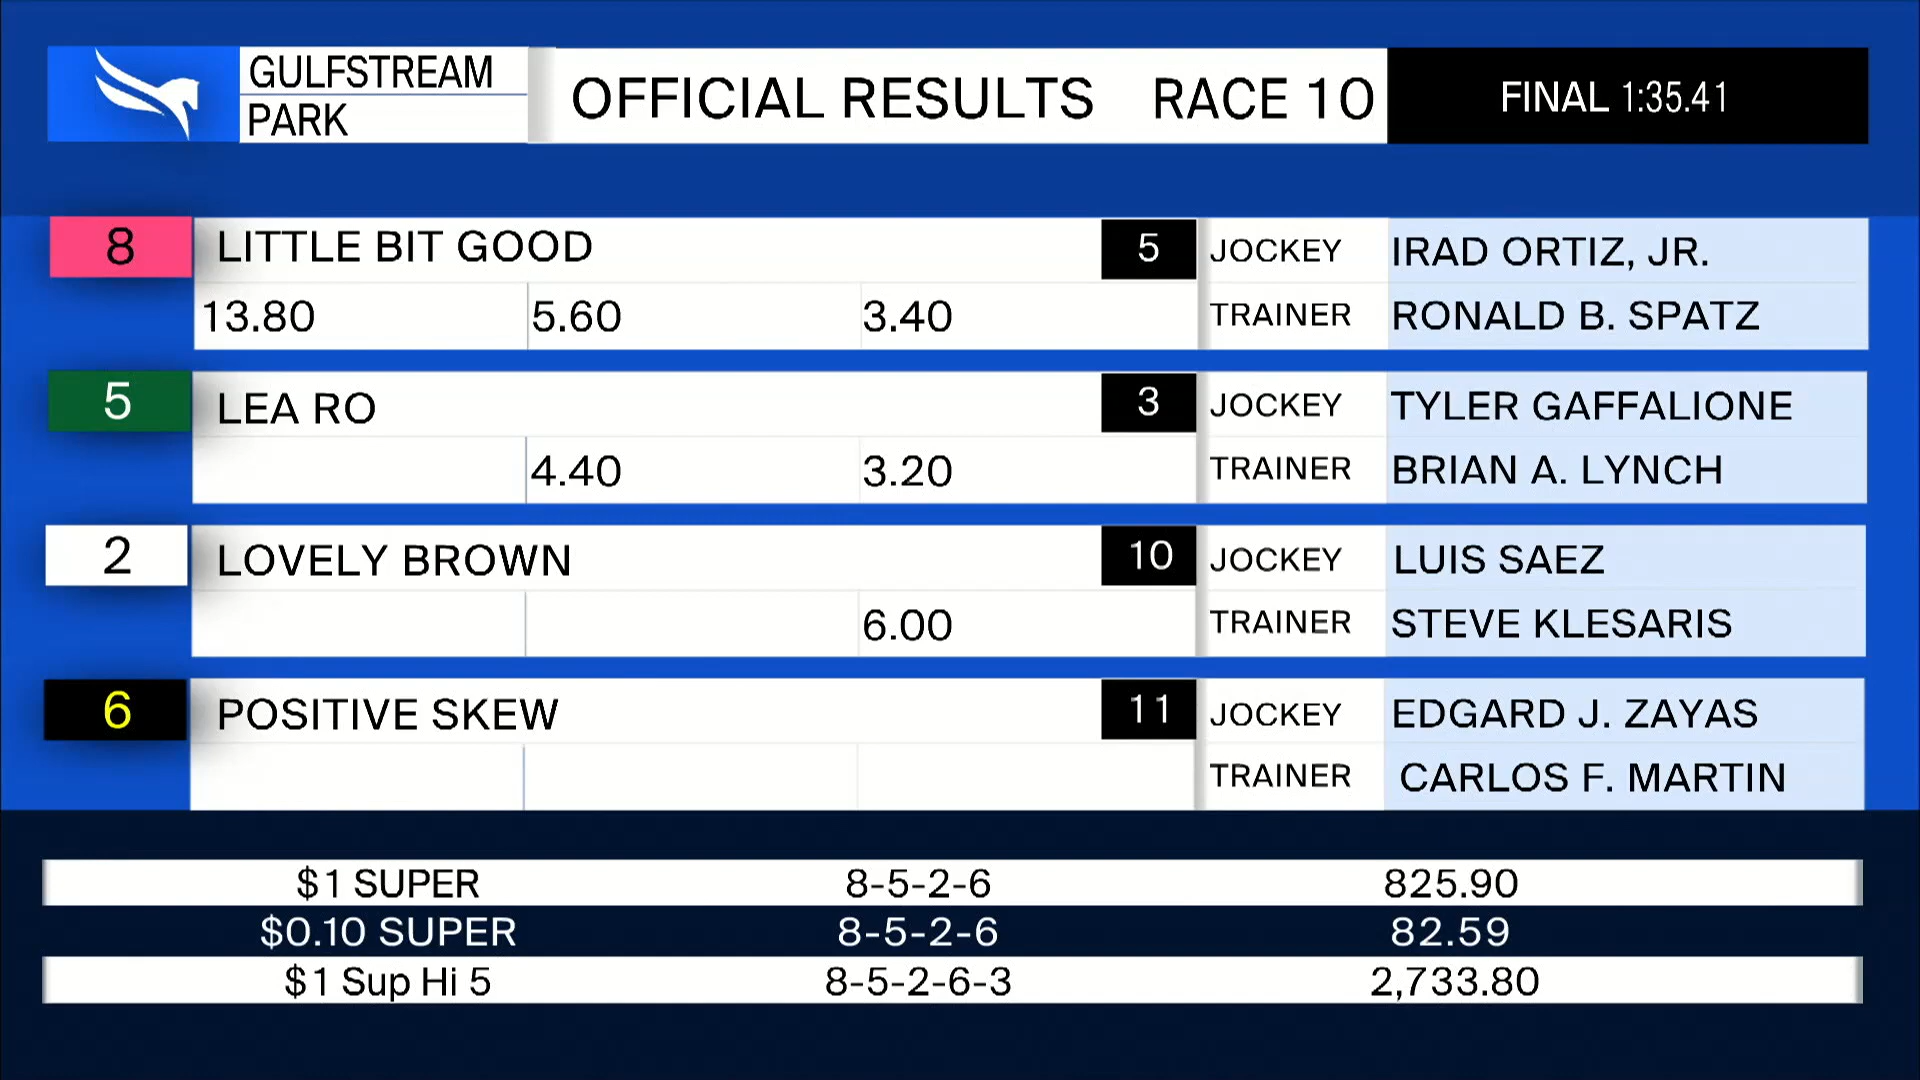 GULFSTREAM
PARK
OFFICIAL RESULTS RACE 10
FINAL 1:35.41
8 LITTLE BIT GOOD 5 JOCKEY IRAD ORTIZ, JR.
13.80 5.60 3.40 TRAINER RONALD B. SPATZ
5 LEA RO 3 JOCKEY TYLER GAFFALIONE
4.40 3.20 TRAINER BRIAN A. LYNCH
2 LOVELY BROWN 10 JOCKEY LUIS SAEZ
6.00 TRAINER STEVE KLESARIS
6 POSITIVE SKEW 11 JOCKEY EDGARD J. ZAYAS
TRAINER CARLOS F. MARTIN
$1 SUPER 8-5-2-6 825.90
$0.10 SUPER 8-5-2-6 82.59
$1 Sup Hi 5 8-5-2-6-3 2,733.80